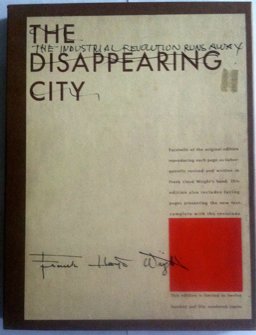 THE
THE INDUSTRIAL REVOLUTION RUNS AWAY
DISAPPEARING
CITY
Facsimile of the original edition
reproducing each page as subse-
quently revised and written in
Frank Lloyd Wright's hand, this
edition also includes facing
pages presenting the new text,
complete with the revisions
Frank Lloyd Wright
This edition is limited to twelve
hundred and fifty numbered copies